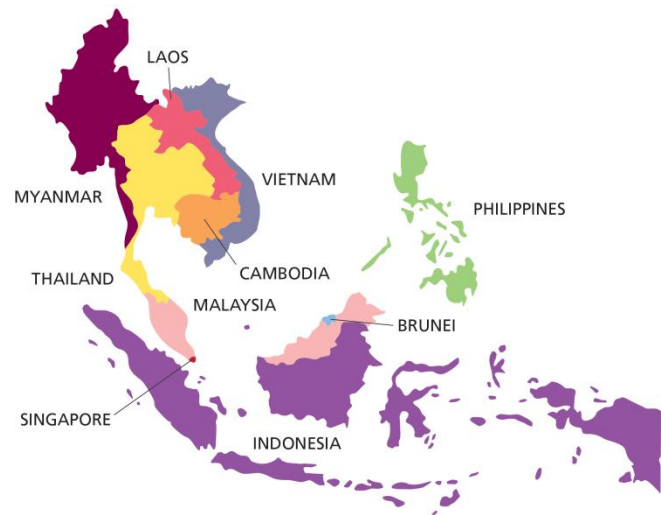 LAOS
VIETNAM
MYANMAR
PHILIPPINES
CAMBODIA
THAILAND
MALAYSIA
BRUNEI
SINGAPORE
INDONESIA